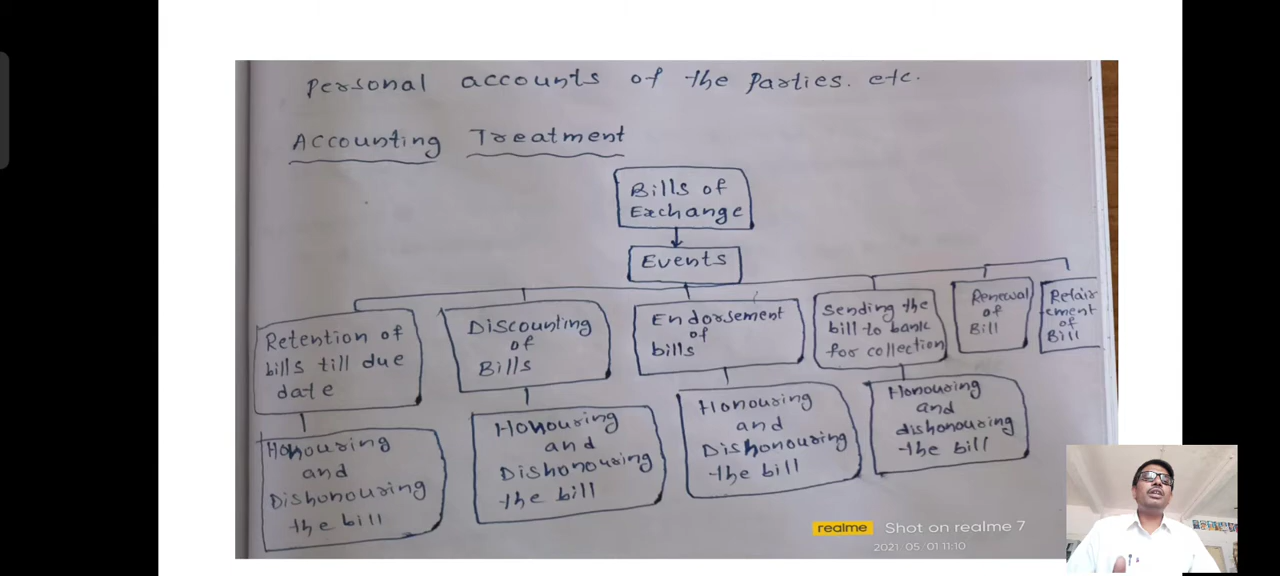 Personal accounts of the Parties. etc.
Accounting Treatment
Bills of
Exchange
Events
Retention of
bills till due
date
Discounting
of
Bills
Endorsement
of
bills
Sending the
bill to bank
for collection
Renewal
of
Bill
Retair
ement
of
Bill
Honouring
and
Dishonouring
the bill
Honouring
and
Dishonouring
the bill
Honouring
and
Dishonouring
the bill
Honouring
and
dishonouring
the bill
realme Shot on realme 7
2021.05.01 11:10